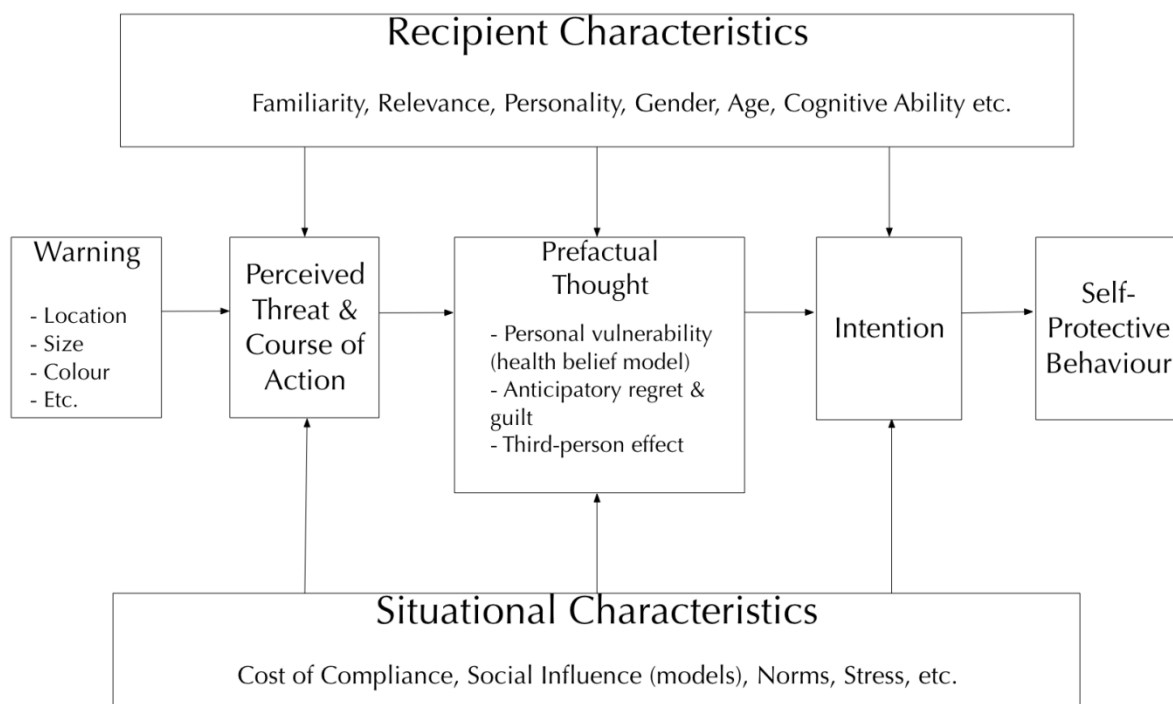 Recipient Characteristics
Familiarity, Relevance, Personality, Gender, Age, Cognitive Ability etc.
Warning
- Location
- Size
- Colour
- Etc.
Perceived
Threat &
Course of
Action
Prefactual
Thought
- Personal vulnerability
(health belief model)
- Anticipatory regret &
guilt
- Third-person effect
Intention
Self-
Protective
Behaviour
Situational Characteristics
Cost of Compliance, Social Influence (models), Norms, Stress, etc.